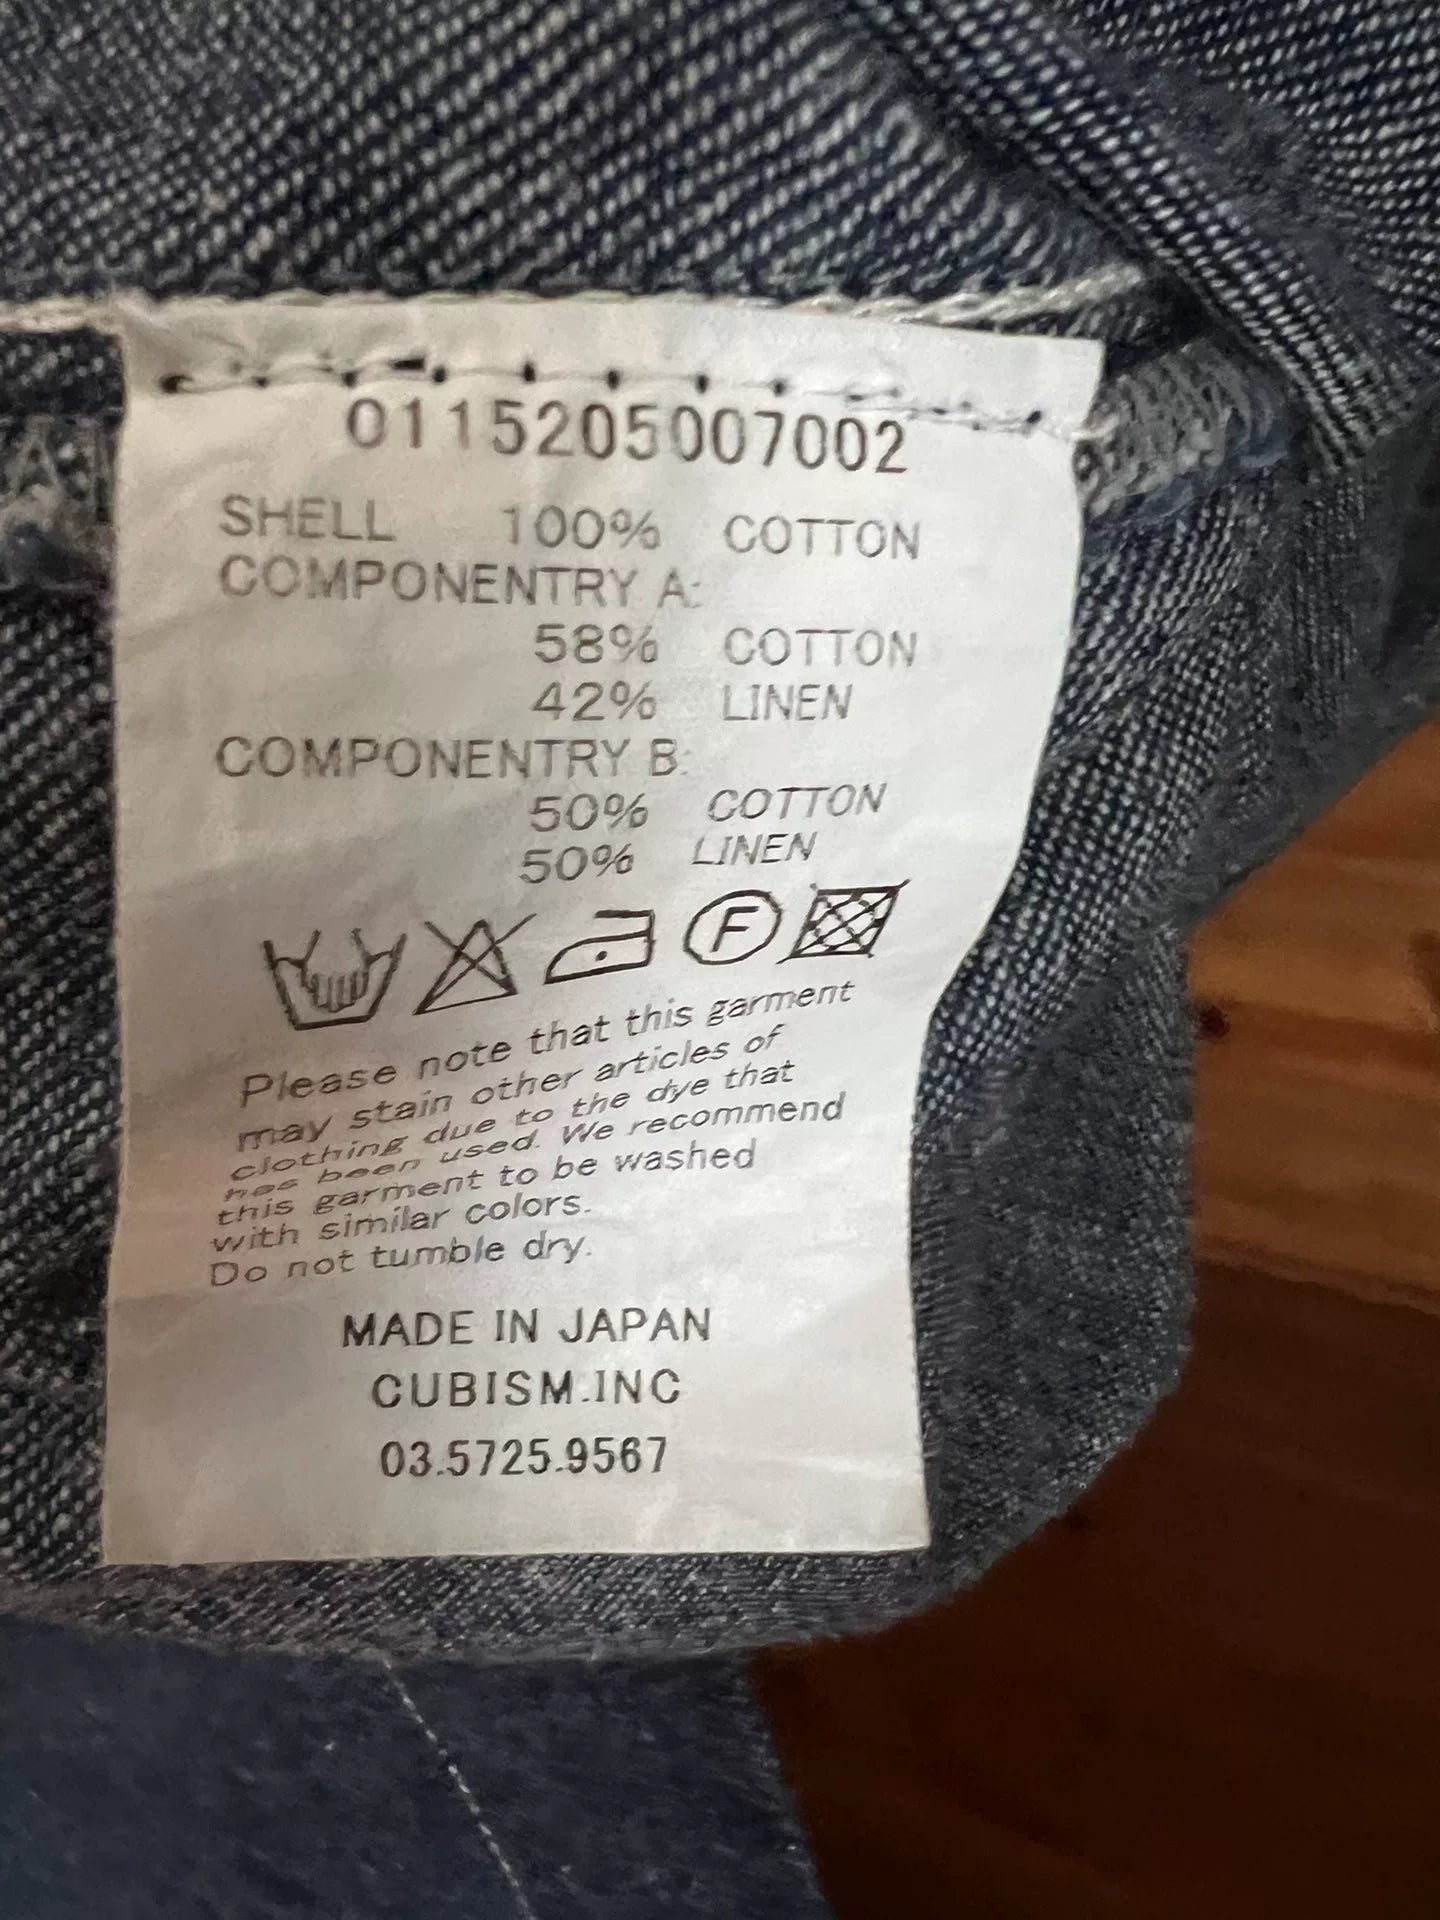 0115205007002
SHELL 100% COTTON
COMPONENTRY A:
58% COTTON
42% LINEN
COMPONENTRY B:
50% COTTON
50% LINEN
F
Please note that this garment
may stain other articles of
clothing due to the dye that
has been used. We recommend
this garment to be washed
with similar colors.
Do not tumble dry.
MADE IN JAPAN
CUBISM.INC
03.5725.9567